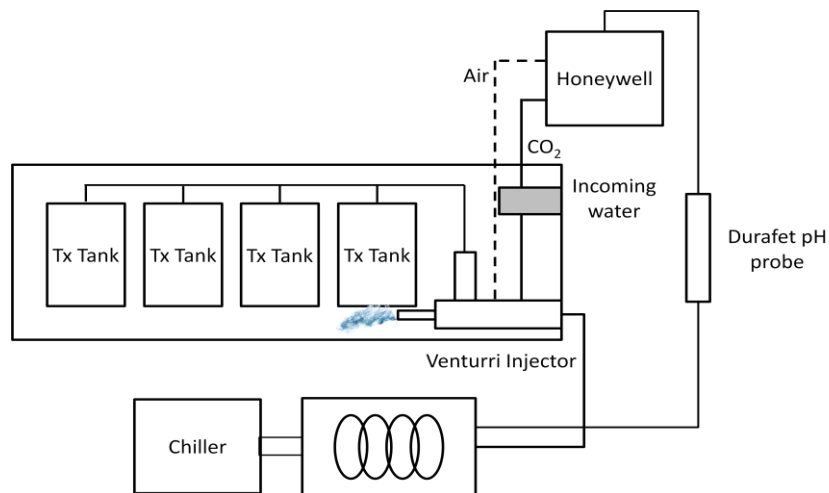 Air
Honeywell
CO₂
Incoming
water
Tx Tank
Tx Tank
Tx Tank
Tx Tank
Durafet pH
probe
Venturri Injector
Chiller